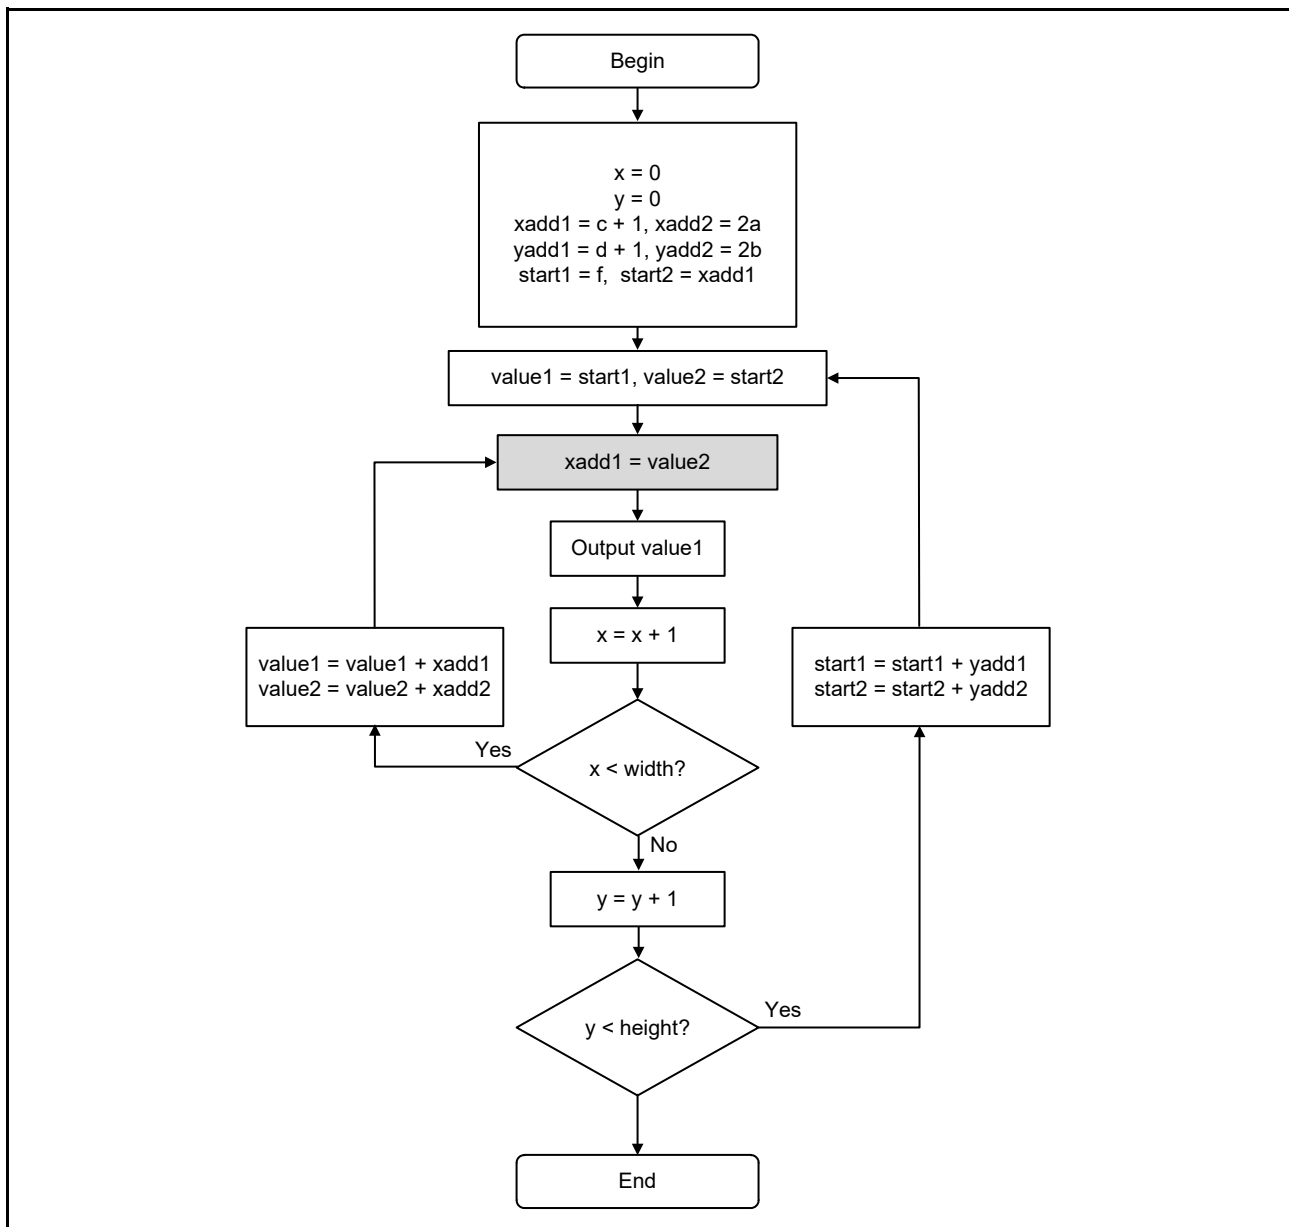 Begin
x = 0
y = 0
xadd1 = c + 1, xadd2 = 2a
yadd1 = d + 1, yadd2 = 2b
start1 = f, start2 = xadd1
value1 = start1, value2 = start2
xadd1 = value2
Output value1
x = x + 1
value1 = value1 + xadd1
value2 = value2 + xadd2
start1 = start1 + yadd1
start2 = start2 + yadd2
Yes
x < width?
No
y = y + 1
Yes
y < height?
End